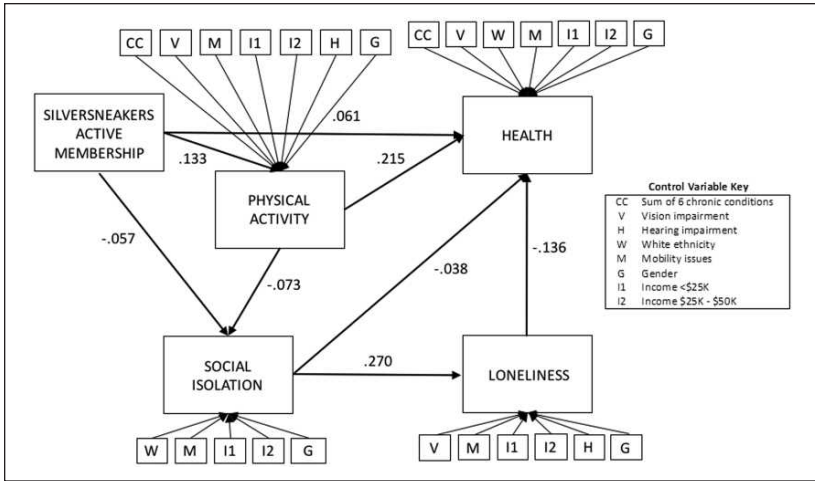 CC V M I1 I2 H G
CC V W M I1 I2 G
SILVERSNEAKERS
ACTIVE
MEMBERSHIP
.061
HEALTH
.133
.215
PHYSICAL
ACTIVITY
Control Variable Key
CC Sum of 6 chronic conditions
V Vision impairment
H Hearing impairment
W White ethnicity
M Mobility issues
G Gender
I1 Income <$25K
I2 Income $25K - $50K
-.057
-.073
-.038
-.136
SOCIAL
ISOLATION
.270
LONELINESS
W M I1 I2 G
V M I1 I2 H G